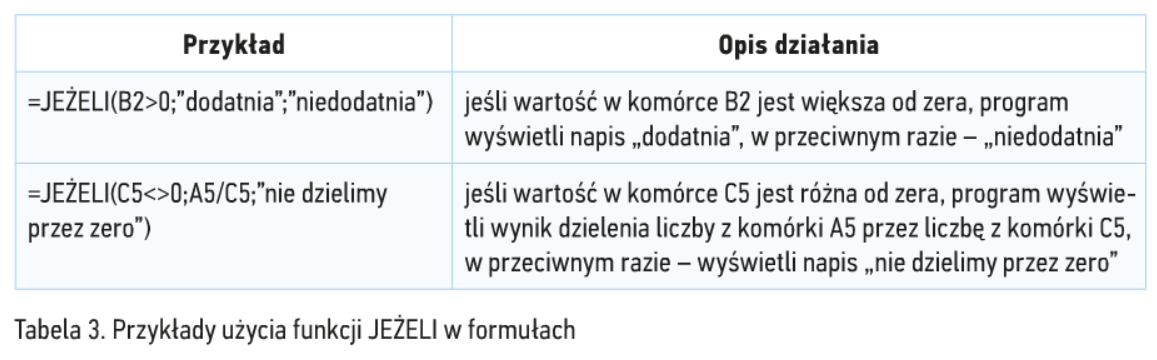 Przykład
Opis działania
=JEŻELI(B2>0;”dodatnia”;”niedodatnia”)
jeśli wartość w komórce B2 jest większa od zera, program
wyświetli napis „dodatnia”, w przeciwnym razie – „niedodatnia”
=JEŻELI(C5<>0;A5/C5;”nie dzielimy
przez zero”)
jeśli wartość w komórce C5 jest różna od zera, program wyświe-
tli wynik dzielenia liczby z komórki A5 przez liczbę z komórki C5,
w przeciwnym razie – wyświetli napis „nie dzielimy przez zero”
Tabela 3. Przykłady użycia funkcji JEŻELI w formułach